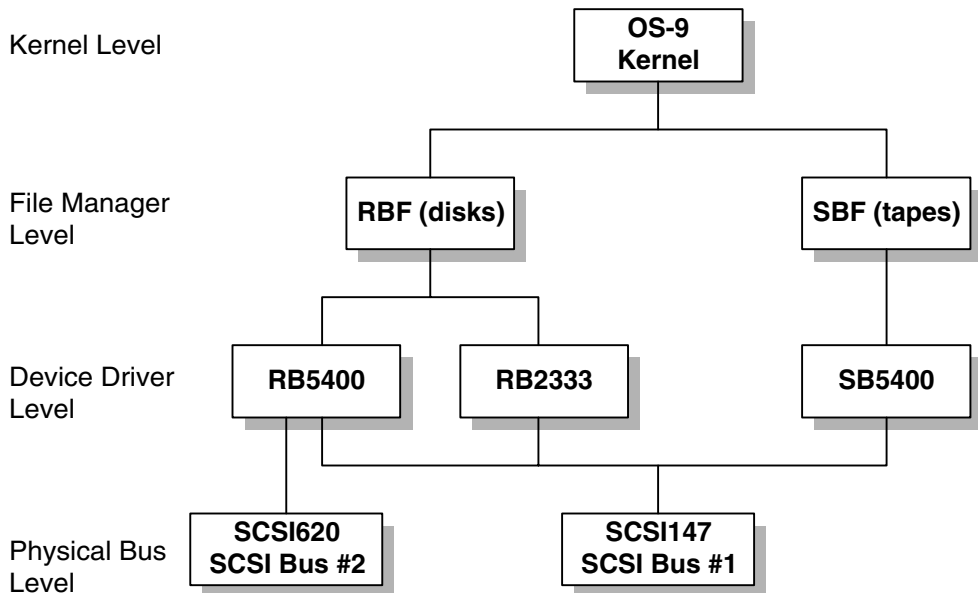 Kernel Level
OS-9
Kernel
File Manager
Level
RBF (disks)
SBF (tapes)
Device Driver
Level
RB5400
RB2333
SB5400
Physical Bus
Level
SCSI620
SCSI Bus #2
SCSI147
SCSI Bus #1